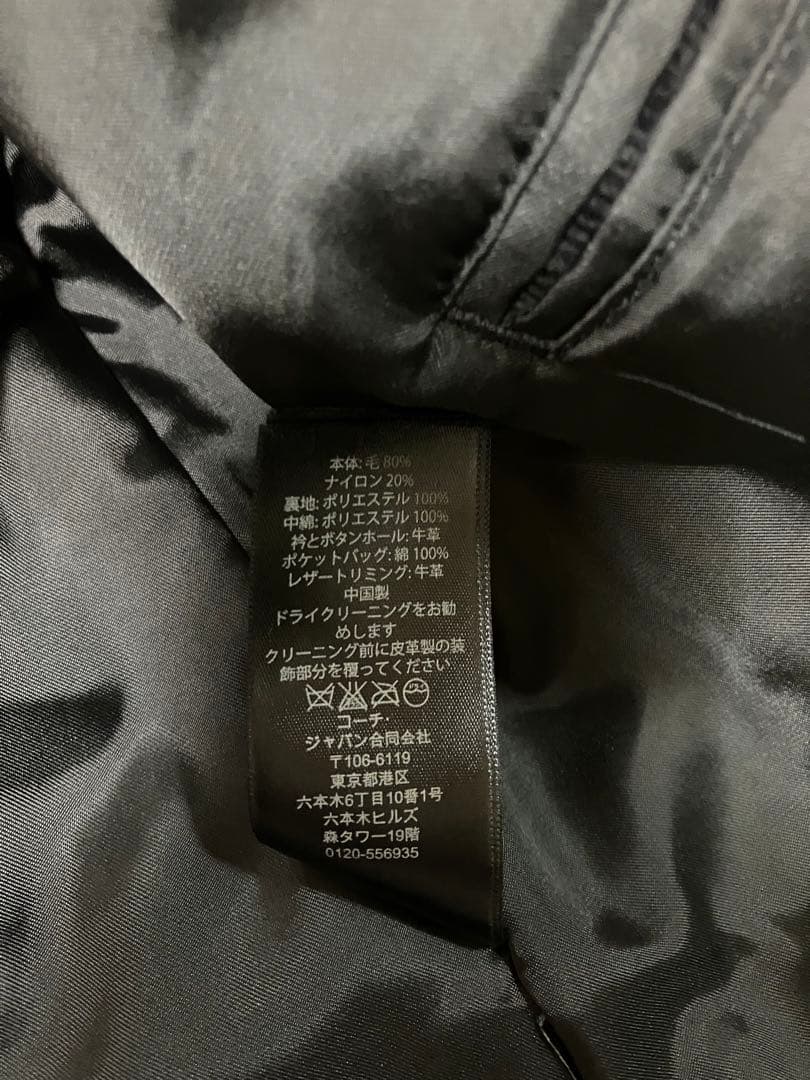 本体: 毛 80%
ナイロン 20%
裏地: ポリエステル 100%
中綿: ポリエステル 100%
衿とボタンホール: 牛革
ポケットバッグ: 綿 100%
レザートリミング: 牛革
中国製
ドライクリーニングをお勧
めします
クリーニング前に皮革製の装
飾部分を覆ってください
コーチ・
ジャパン合同会社
〒106-6119
東京都港区
六本木6丁目10番1号
六本木ヒルズ
森タワー19階
0120-556935